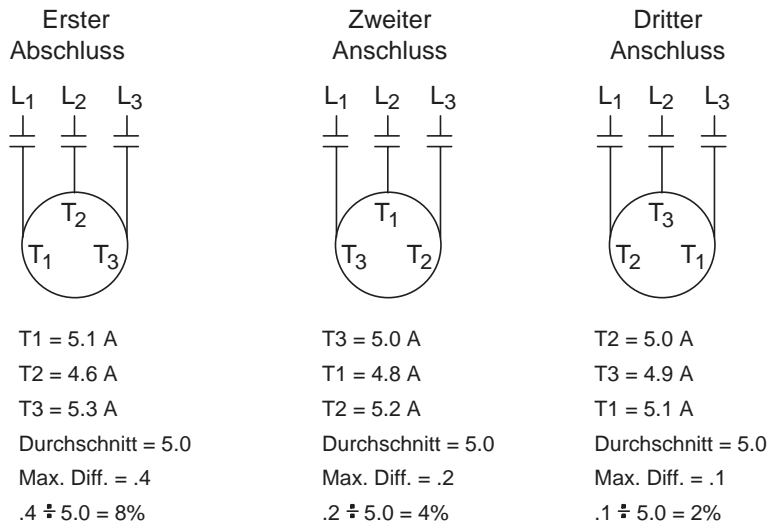 Erster
Abschluss
L₁ L₂ L₃
T₂
T₁ T₃
T1 = 5.1 A
T2 = 4.6 A
T3 = 5.3 A
Durchschnitt = 5.0
Max. Diff. = .4
.4 ÷ 5.0 = 8%
Zweiter
Anschluss
L₁ L₂ L₃
T₁
T₃ T₂
T3 = 5.0 A
T1 = 4.8 A
T2 = 5.2 A
Durchschnitt = 5.0
Max. Diff. = .2
.2 ÷ 5.0 = 4%
Dritter
Anschluss
L₁ L₂ L₃
T₃
T₂ T₁
T2 = 5.0 A
T3 = 4.9 A
T1 = 5.1 A
Durchschnitt = 5.0
Max. Diff. = .1
.1 ÷ 5.0 = 2%